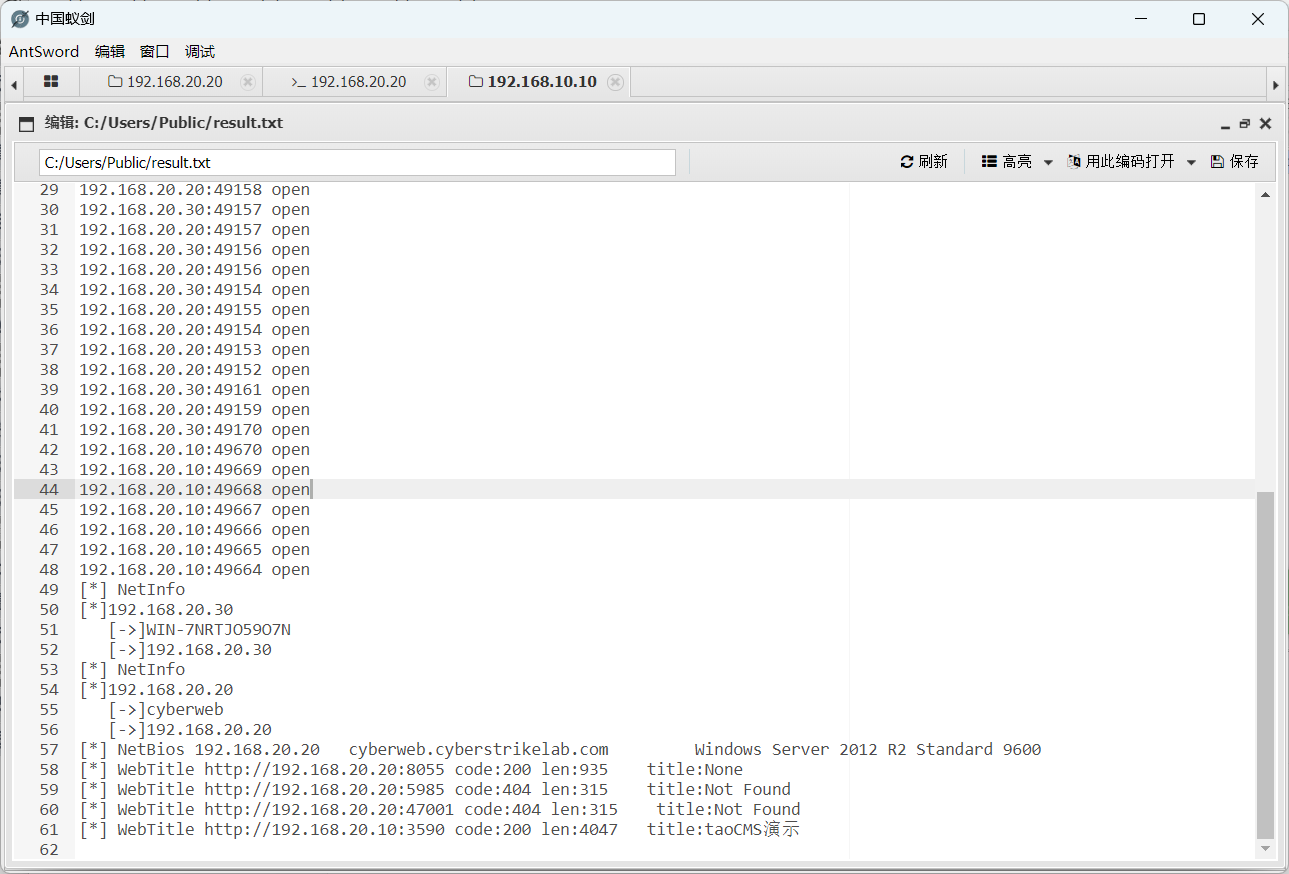 中国蚁剑
AntSword 编辑 窗口 调试
192.168.20.20 >_ 192.168.20.20 192.168.10.10
编辑: C:/Users/Public/result.txt
C:/Users/Public/result.txt 刷新 高亮 用此编码打开 保存
29 192.168.20.20:49158 open
30 192.168.20.30:49157 open
31 192.168.20.20:49157 open
32 192.168.20.30:49156 open
33 192.168.20.20:49156 open
34 192.168.20.30:49154 open
35 192.168.20.20:49155 open
36 192.168.20.20:49154 open
37 192.168.20.20:49153 open
38 192.168.20.20:49152 open
39 192.168.20.30:49161 open
40 192.168.20.20:49159 open
41 192.168.20.30:49170 open
42 192.168.20.10:49670 open
43 192.168.20.10:49669 open
44 192.168.20.10:49668 open
45 192.168.20.10:49667 open
46 192.168.20.10:49666 open
47 192.168.20.10:49665 open
48 192.168.20.10:49664 open
49 [*] NetInfo
50 [*]192.168.20.30
51 [->]WIN-7NRTJO59O7N
52 [->]192.168.20.30
53 [*] NetInfo
54 [*]192.168.20.20
55 [->]cyberweb
56 [->]192.168.20.20
57 [*] NetBios 192.168.20.20 cyberweb.cyberstrikelab.com Windows Server 2012 R2 Standard 9600
58 [*] WebTitle http://192.168.20.20:8055 code:200 len:935 title:None
59 [*] WebTitle http://192.168.20.20:5985 code:404 len:315 title:Not Found
60 [*] WebTitle http://192.168.20.20:47001 code:404 len:315 title:Not Found
61 [*] WebTitle http://192.168.20.10:3590 code:200 len:4047 title:taoCMS演示
62